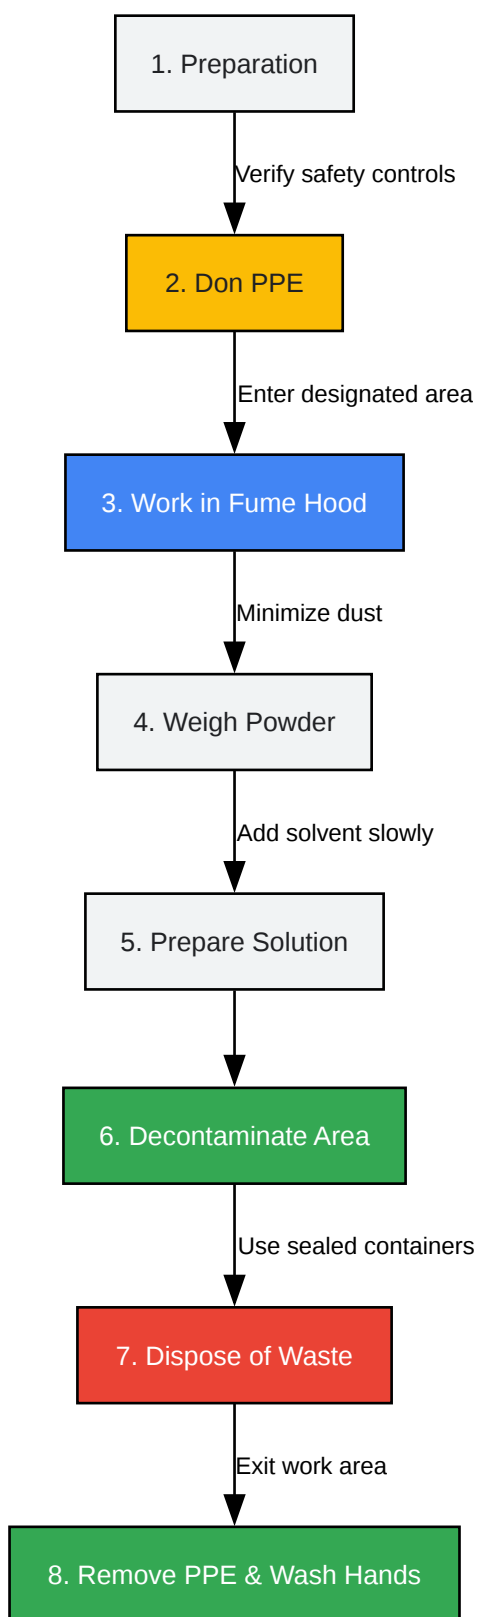 1. Preparation
Verify safety controls
2. Don PPE
Enter designated area
3. Work in Fume Hood
Minimize dust
4. Weigh Powder
Add solvent slowly
5. Prepare Solution
6. Decontaminate Area
Use sealed containers
7. Dispose of Waste
Exit work area
8. Remove PPE & Wash Hands